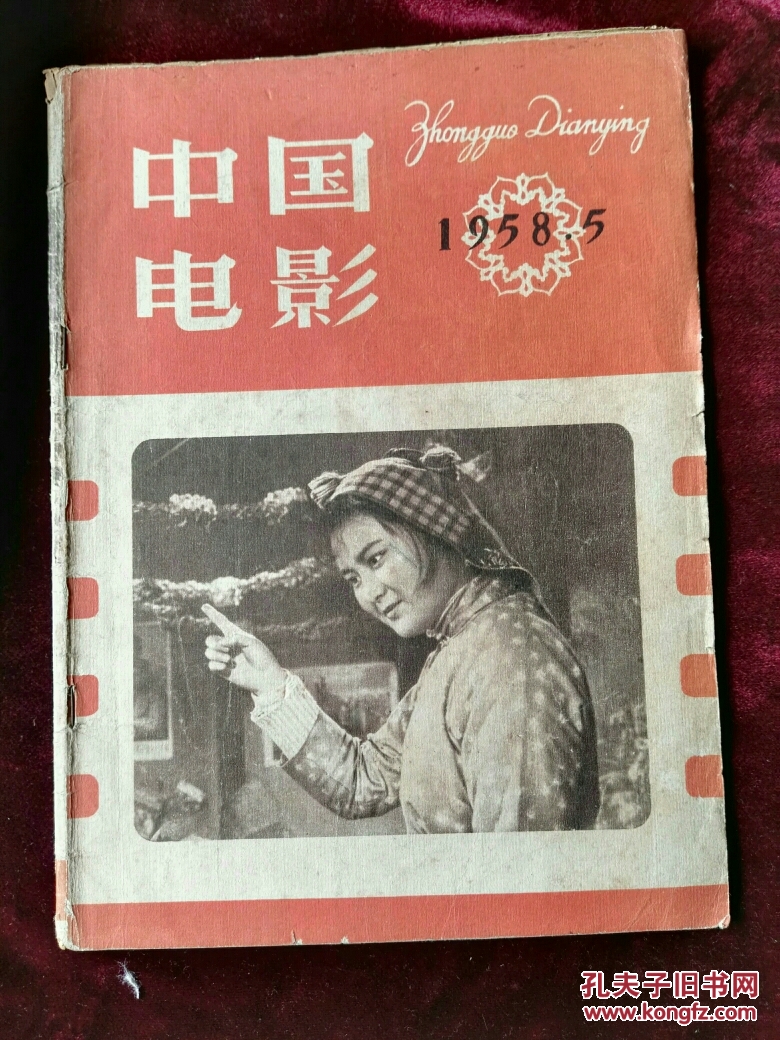 Zhongguo Dianying
中国
电影
1958.5
孔夫子旧书网
www.kongfz.com